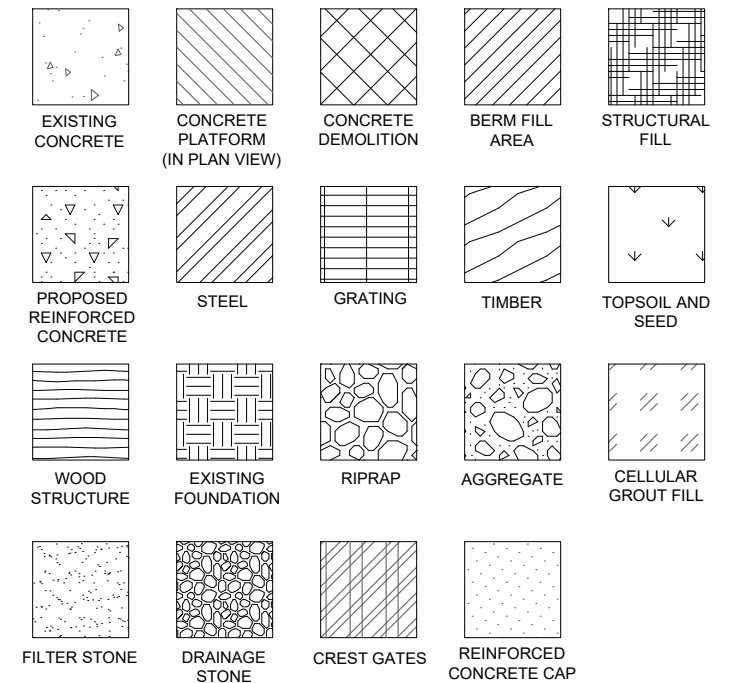 EXISTING
CONCRETE
CONCRETE
PLATFORM
(IN PLAN VIEW)
CONCRETE
DEMOLITION
BERM FILL
AREA
STRUCTURAL
FILL
PROPOSED
REINFORCED
CONCRETE
STEEL
GRATING
TIMBER
TOPSOIL AND
SEED
WOOD
STRUCTURE
EXISTING
FOUNDATION
RIPRAP
AGGREGATE
CELLULAR
GROUT FILL
FILTER STONE
DRAINAGE
STONE
CREST GATES
REINFORCED
CONCRETE CAP